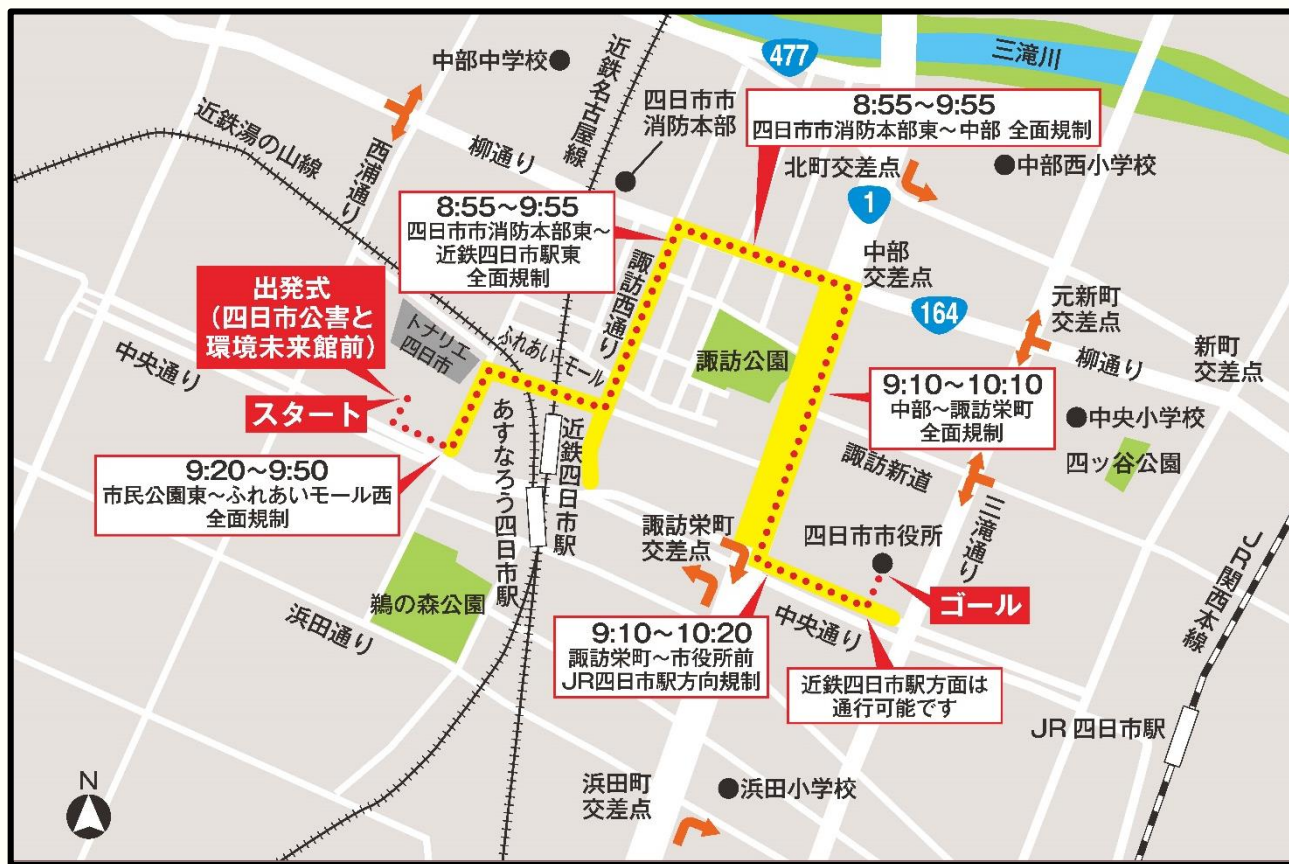 477
三滝川
中部中学校
近鉄名古屋線
四日市市
消防本部
8:55～9:55
四日市市消防本部東～中部 全面規制
近鉄湯の山線
西浦通り
柳通り
北町交差点
中部西小学校
1
8:55～9:55
四日市市消防本部東～
近鉄四日市駅東
全面規制
諏訪西通り
中部
交差点
出発式
（四日市公害と
環境未来館前）
164
元新町
交差点
柳通り
新町
交差点
トナリエ
四日市
ふれあいモール
諏訪公園
中央通り
スタート
9:10～10:10
中部～諏訪栄町
全面規制
中央小学校
四ッ谷公園
あすなろう四日市駅
近鉄四日市駅
諏訪新道
9:20～9:50
市民公園東～ふれあいモール西
全面規制
諏訪栄町
交差点
四日市市役所
三滝通り
JR関西本線
鵜の森公園
浜田通り
ゴール
中央通り
9:10～10:20
諏訪栄町～市役所前
JR四日市駅方向規制
近鉄四日市駅方面は
通行可能です
JR 四日市駅
N
浜田町
交差点
浜田小学校